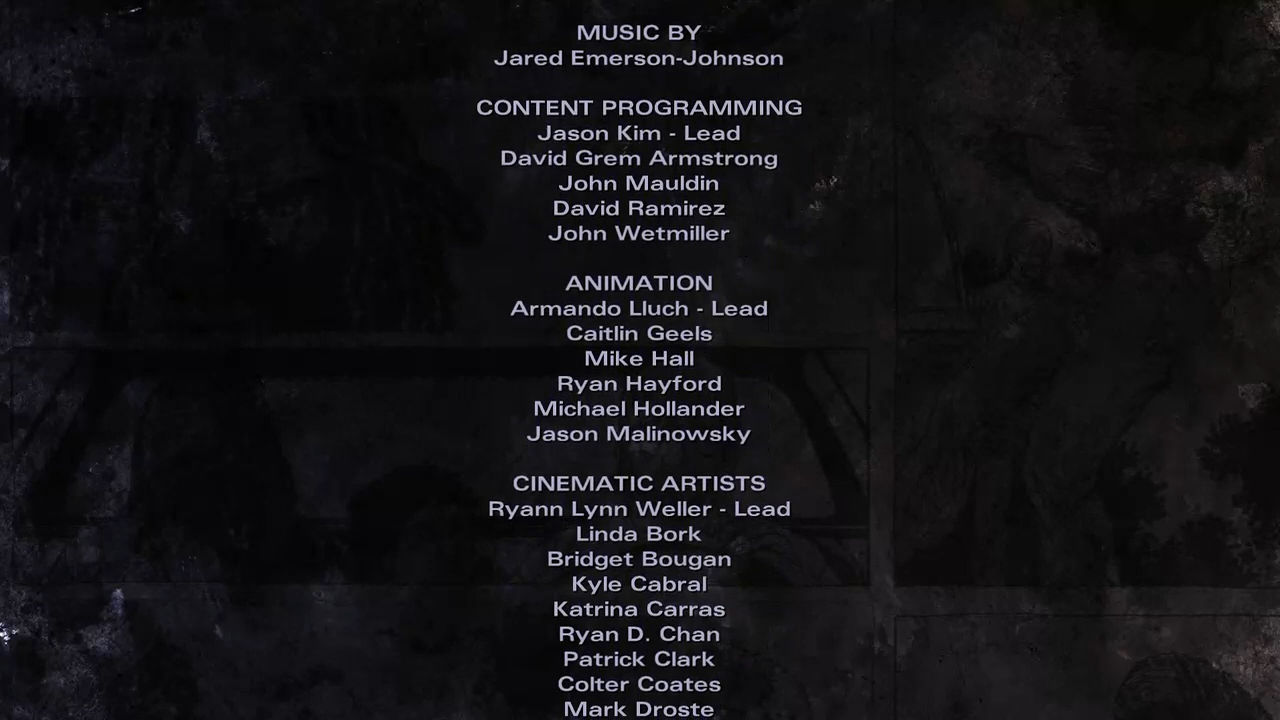 MUSIC BY
Jared Emerson-Johnson
CONTENT PROGRAMMING
Jason Kim - Lead
David Grem Armstrong
John Mauldin
David Ramirez
John Wetmiller
ANIMATION
Armando Lluch - Lead
Caitlin Geels
Mike Hall
Ryan Hayford
Michael Hollander
Jason Malinowsky
CINEMATIC ARTISTS
Ryann Lynn Weller - Lead
Linda Bork
Bridget Bougan
Kyle Cabral
Katrina Carras
Ryan D. Chan
Patrick Clark
Colter Coates
Mark Droste